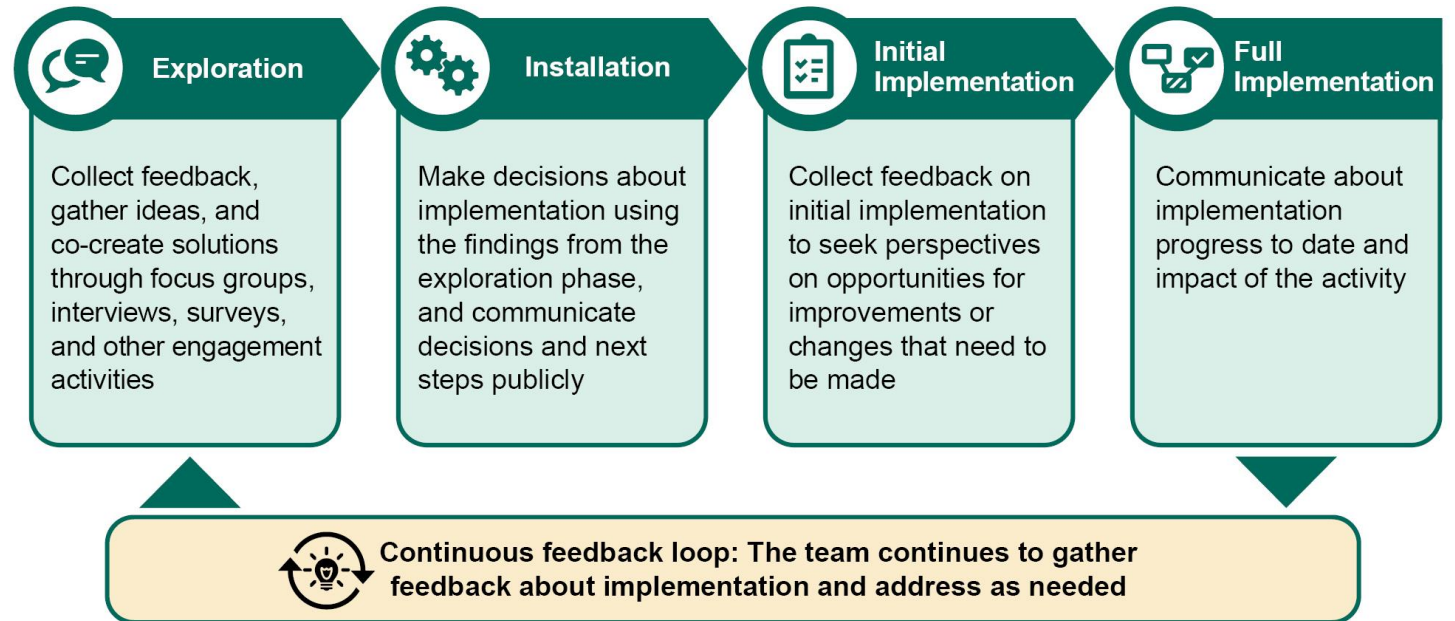 Exploration
Collect feedback,
gather ideas, and
co-create solutions
through focus groups,
interviews, surveys,
and other engagement
activities
Installation
Make decisions about
implementation using
the findings from the
exploration phase,
and communicate
decisions and next
steps publicly
Initial
Implementation
Collect feedback on
initial implementation
to seek perspectives
on opportunities for
improvements or
changes that need to
be made
Full
Implementation
Communicate about
implementation
progress to date and
impact of the activity
Continuous feedback loop: The team continues to gather
feedback about implementation and address as needed